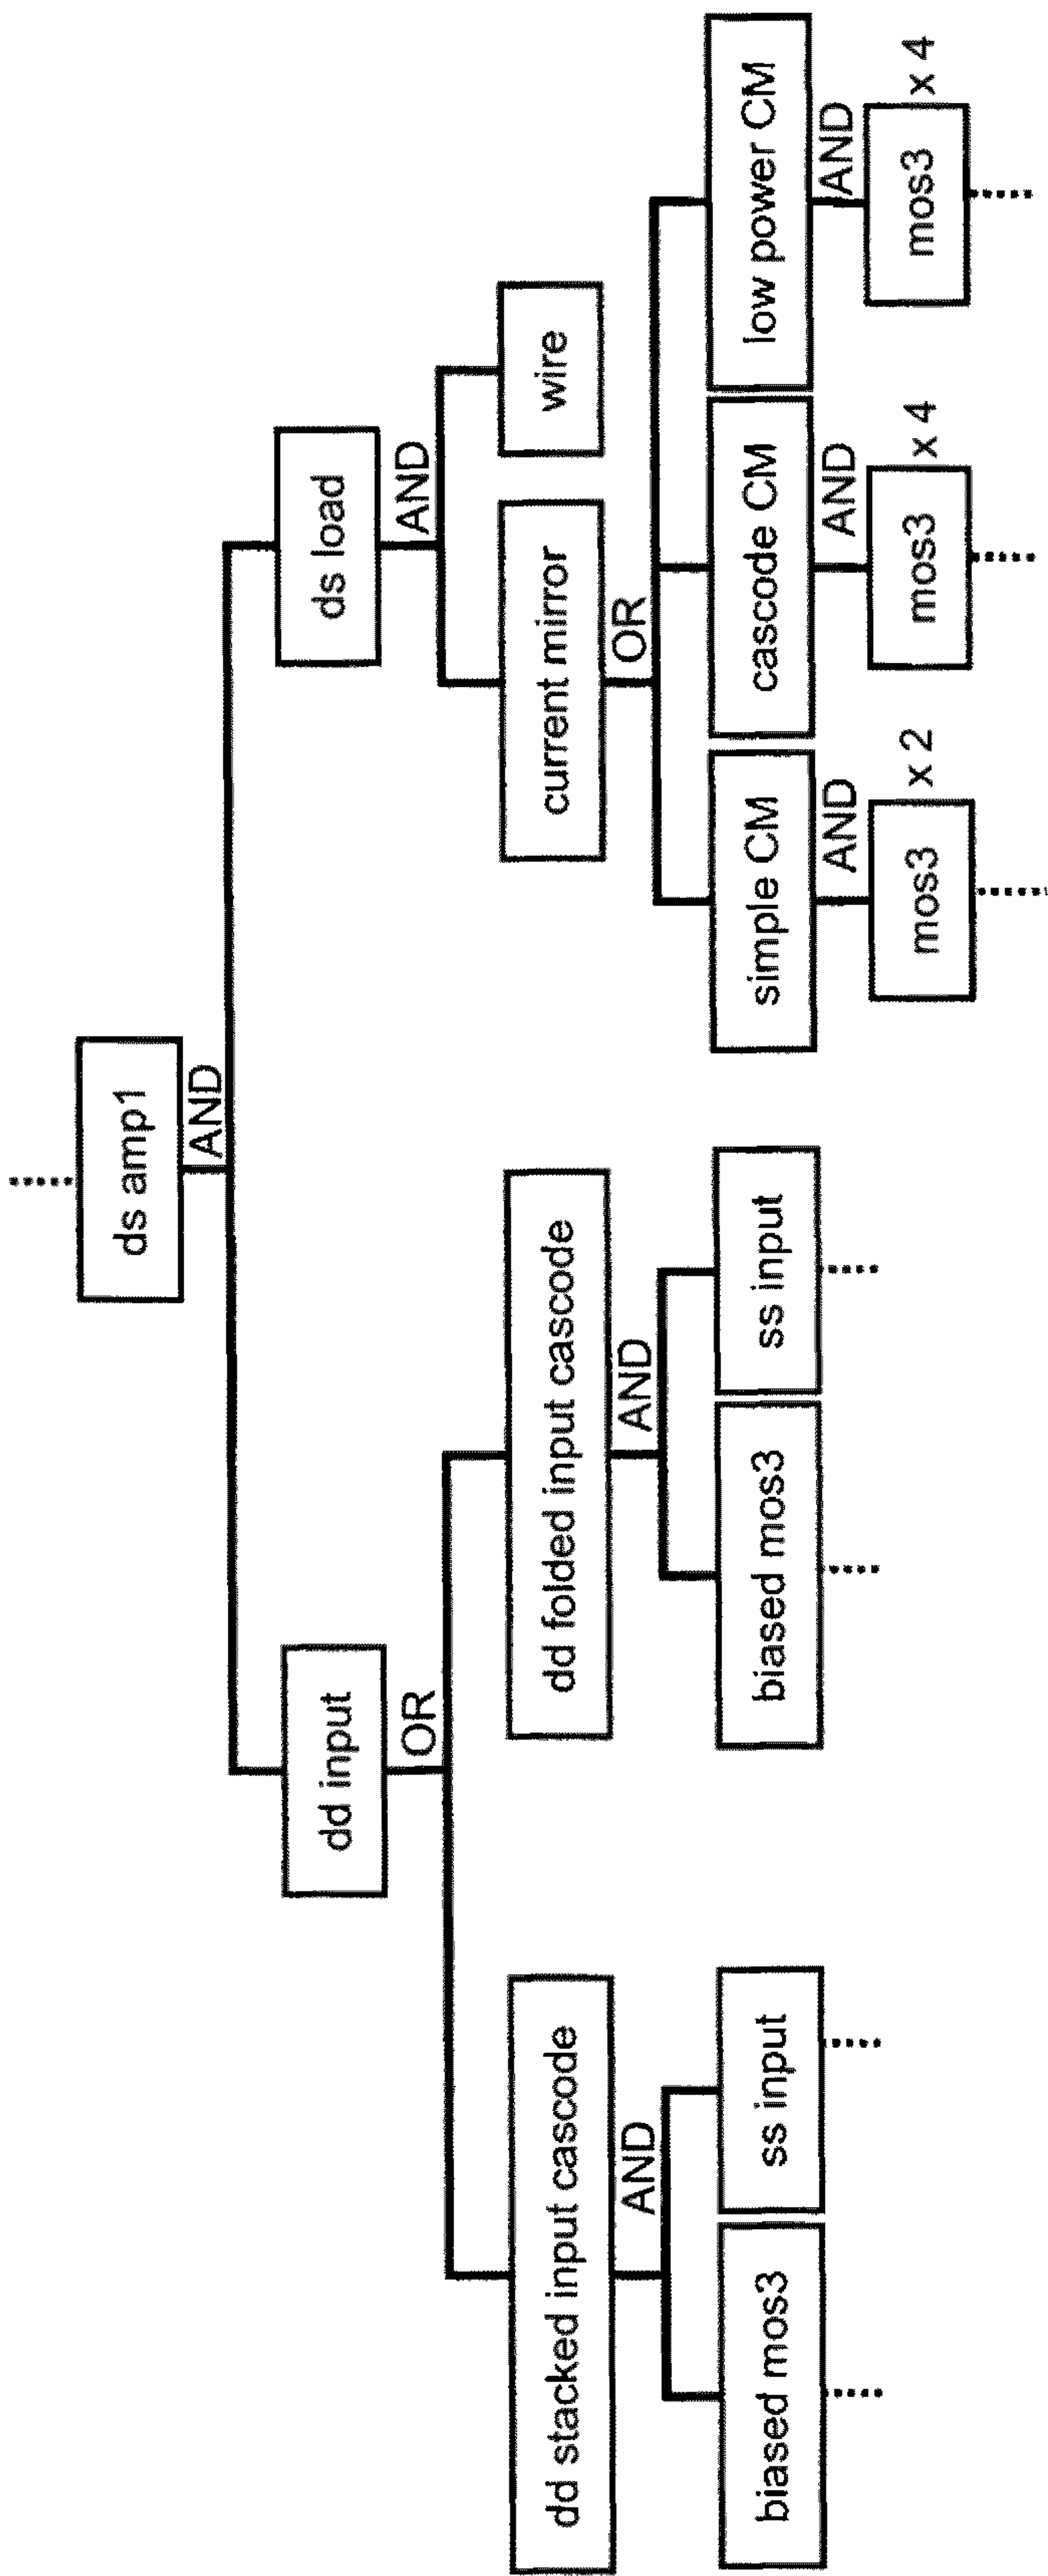 ds amp1
AND
dd input
ds load
OR
AND
dd stacked input cascode
dd folded input cascode
current mirror
wire
AND
AND
OR
biased mos3
ss input
biased mos3
ss input
simple CM
cascode CM
low power CM
AND
AND
AND
mos3
x 2
mos3
x 4
mos3
x 4